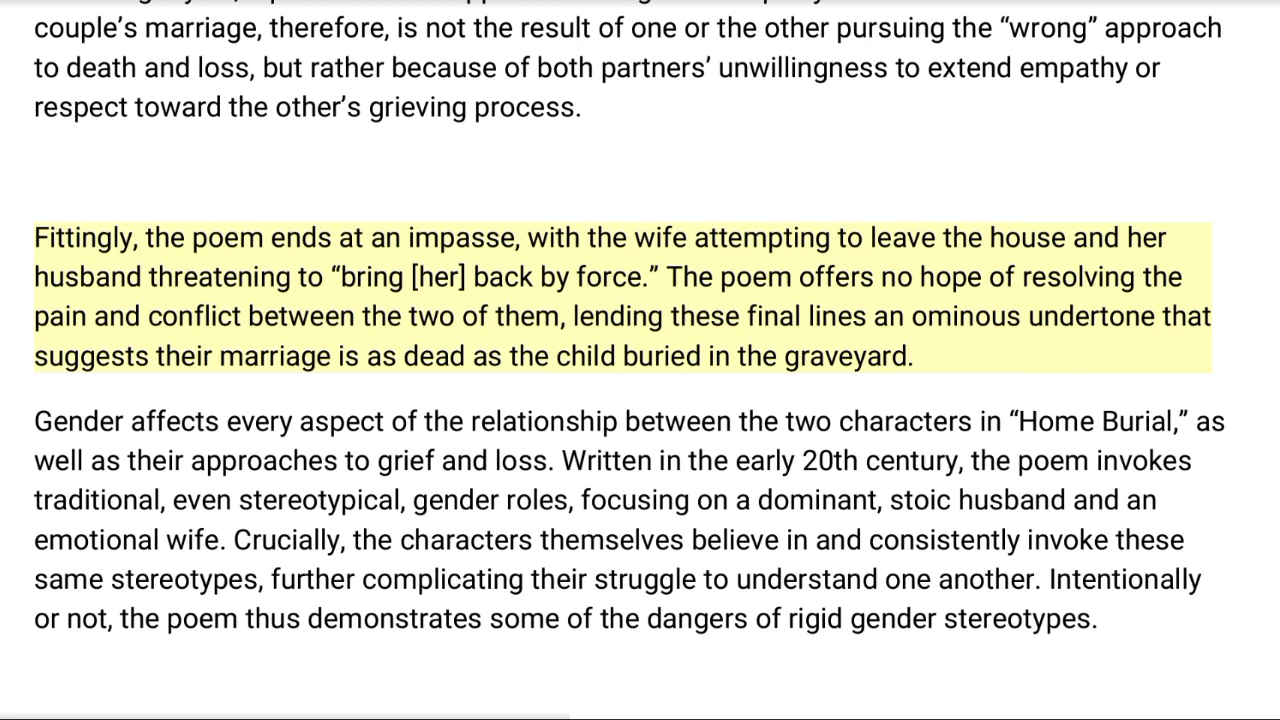 couple’s marriage, therefore, is not the result of one or the other pursuing the “wrong” approach
to death and loss, but rather because of both partners’ unwillingness to extend empathy or
respect toward the other’s grieving process.
Fittingly, the poem ends at an impasse, with the wife attempting to leave the house and her
husband threatening to “bring [her] back by force.” The poem offers no hope of resolving the
pain and conflict between the two of them, lending these final lines an ominous undertone that
suggests their marriage is as dead as the child buried in the graveyard.
Gender affects every aspect of the relationship between the two characters in “Home Burial,” as
well as their approaches to grief and loss. Written in the early 20th century, the poem invokes
traditional, even stereotypical, gender roles, focusing on a dominant, stoic husband and an
emotional wife. Crucially, the characters themselves believe in and consistently invoke these
same stereotypes, further complicating their struggle to understand one another. Intentionally
or not, the poem thus demonstrates some of the dangers of rigid gender stereotypes.